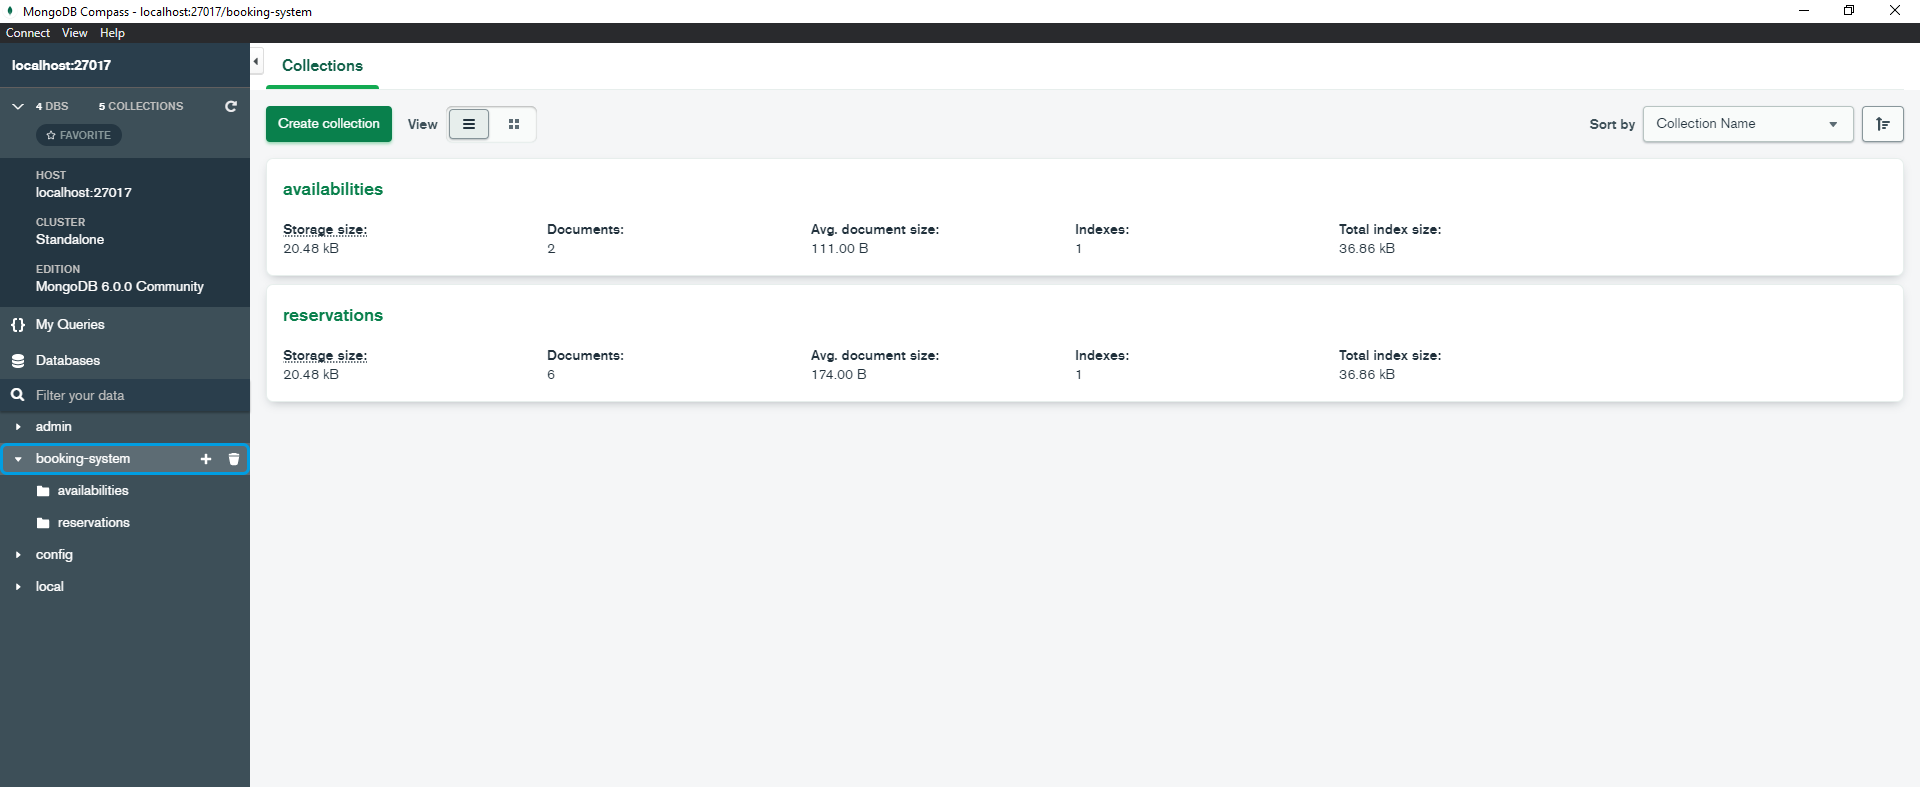 MongoDB Compass - localhost:27017/booking-system
Connect View Help
localhost:27017
4 DBS 5 COLLECTIONS
FAVORITE
HOST
localhost:27017
CLUSTER
Standalone
EDITION
MongoDB 6.0.0 Community
My Queries
Databases
Filter your data
admin
booking-system
availabilities
reservations
config
local
Collections
Create collection View Sort by Collection Name
availabilities
Storage size: Documents: Avg. document size: Indexes: Total index size:
20.48 kB 2 111.00 B 1 36.86 kB
reservations
Storage size: Documents: Avg. document size: Indexes: Total index size:
20.48 kB 6 174.00 B 1 36.86 kB